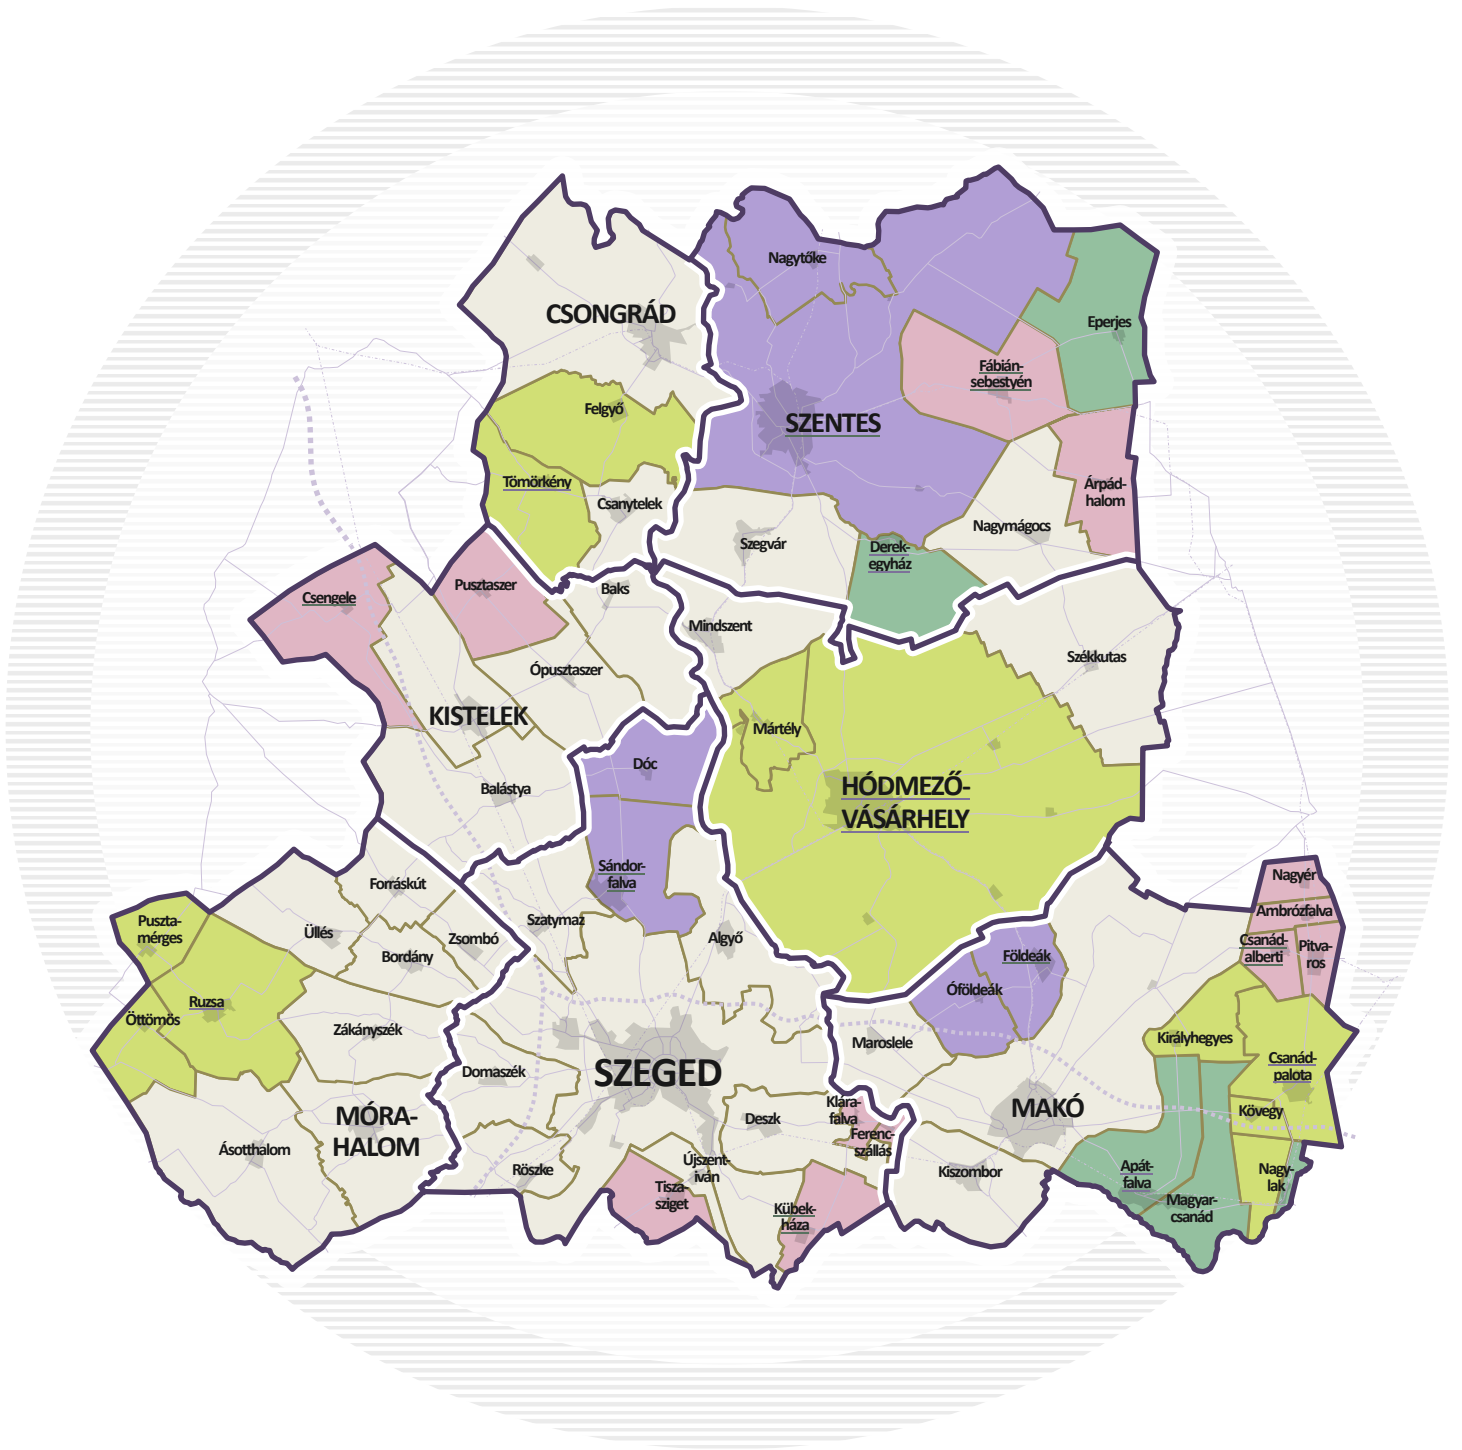 Nagytőke
CSONGRÁD
Eperjes
Fábián-
sebestyén
Felgyő
SZENTES
Tömörkény
Csanytelek
Árpád-
halom
Nagymágocs
Szegvár
Derek-
egyház
Pusztaszer
Baks
Csengele
Mindszent
Székkutas
Ópusztaszer
KISTELEK
Mártély
Dóc
Balástya
HÓDMEZŐ-
VÁSÁRHELY
Sándor-
falva
Nagyér
Forráskút
Ambrózfalva
Puszta-
mérges
Szatymaz
Üllés
Zsombó
Algyő
Csanád-
alberti
Pitva-
ros
Bordány
Földeák
Óföldeák
Ruzsa
Öttömös
Zákányszék
Maroslele
Királyhegyes
Csanád-
palota
Domaszék
SZEGED
MAKÓ
Klára-
falva
Kövegy
MÓRA-
HALOM
Deszk
Ferenc-
szállás
Ásotthalom
Röszke
Újszent-
iván
Kiszombor
Apát-
falva
Nagy-
lak
Tisza-
sziget
Kübek-
háza
Magyar-
csanád